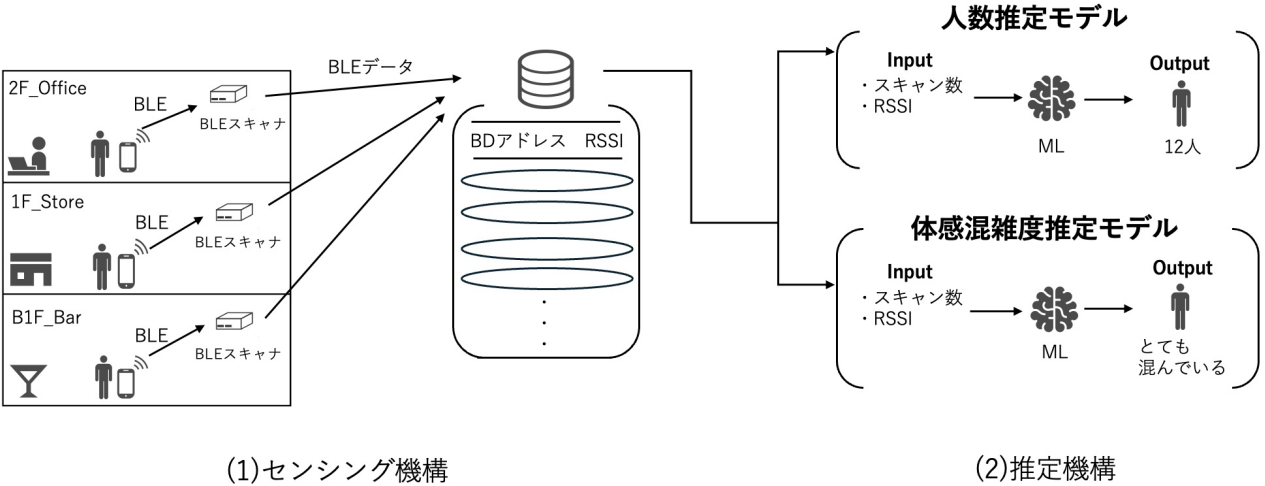 2F_Office
BLE
BLEスキャナ
1F_Store
BLE
BLEスキャナ
B1F_Bar
BLE
BLEスキャナ
BLEデータ
BDアドレス RSSI
・
・
・
人数推定モデル
Input
・スキャン数
・RSSI
ML
Output
12人
体感混雑度推定モデル
Input
・スキャン数
・RSSI
ML
Output
とても
混んでいる
(1)センシング機構
(2)推定機構